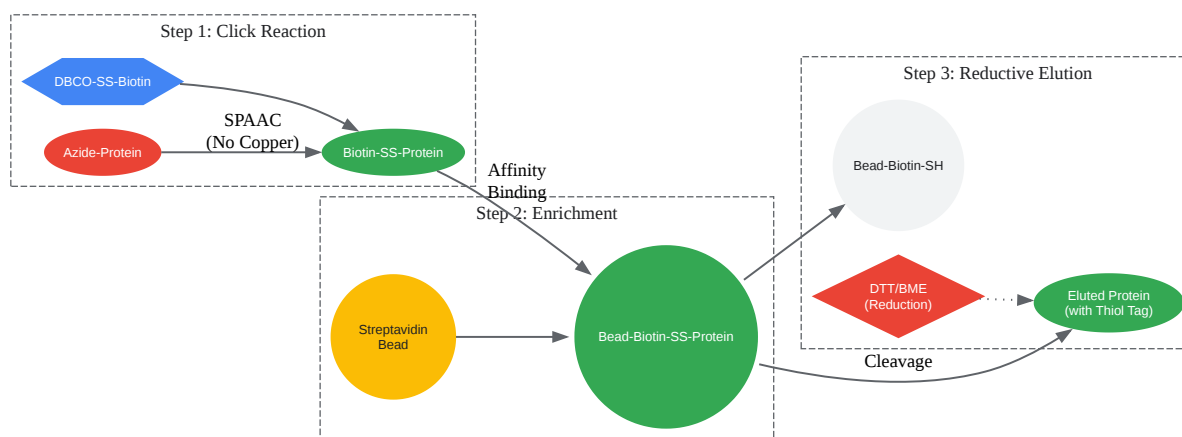 Step 1: Click Reaction
DBCO-SS-Biotin
SPAAC
(No Copper)
Azide-Protein
Biotin-SS-Protein
Affinity
Binding
Step 2: Enrichment
Streptavidin
Bead
Bead-Biotin-SS-Protein
Step 3: Reductive Elution
Bead-Biotin-SH
DTT/BME
(Reduction)
Eluted Protein
(with Thiol Tag)
Cleavage